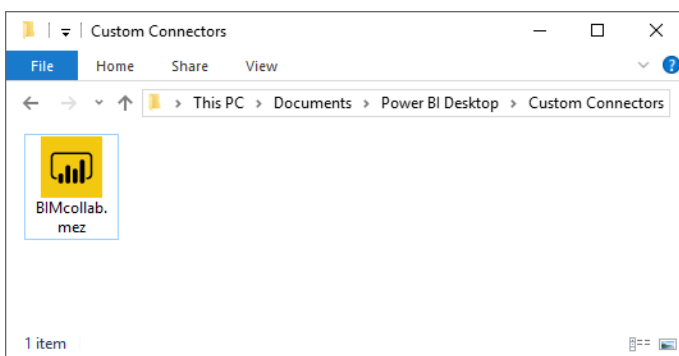 Custom Connectors
File Home Share View
This PC > Documents > Power BI Desktop > Custom Connectors
BIMcollab.
mez
1 item